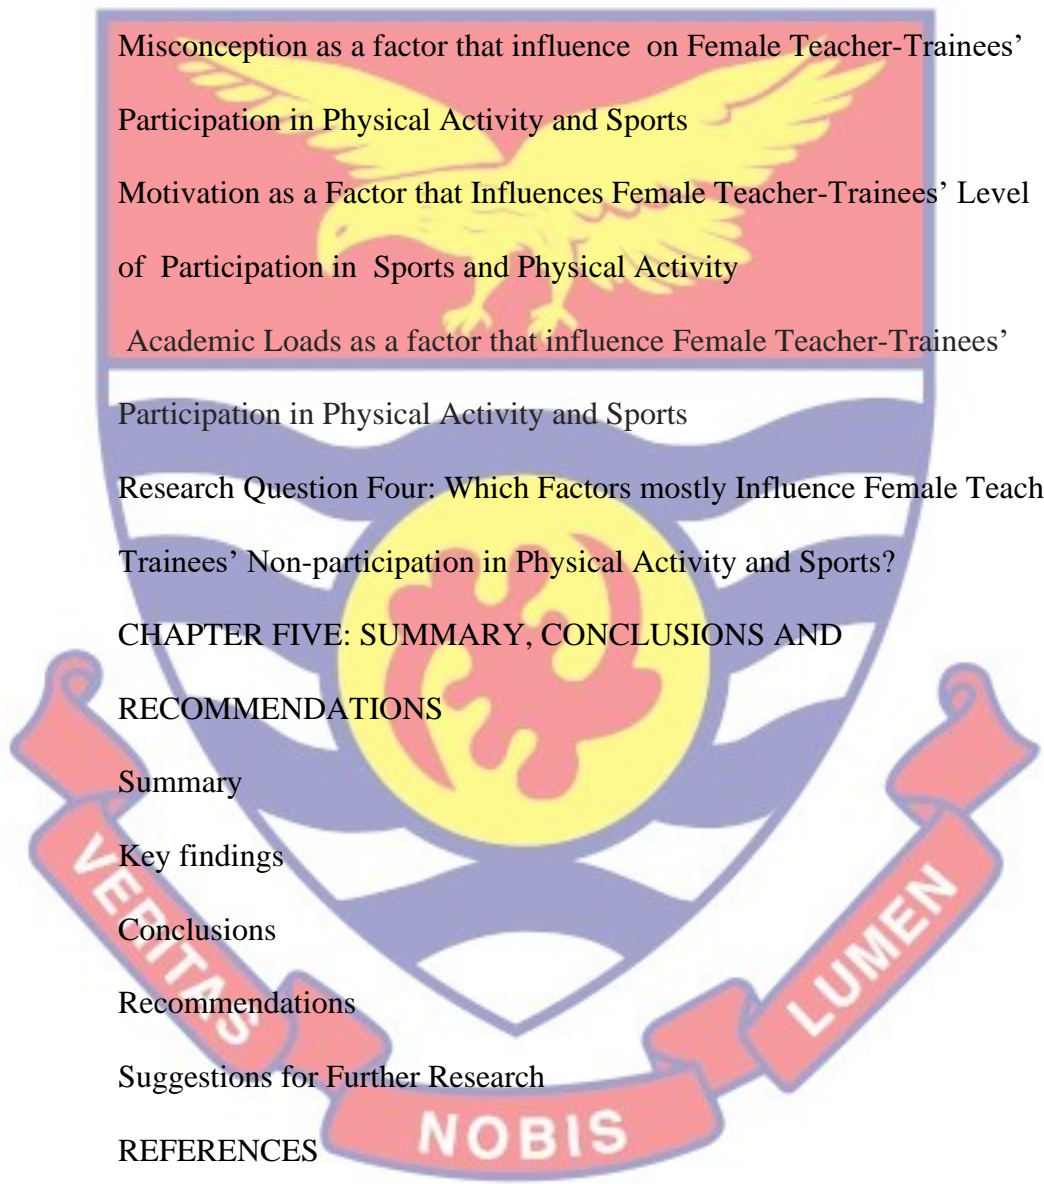 Misconception as a factor that influence on Female Teacher-Trainees’
Participation in Physical Activity and Sports
Motivation as a Factor that Influences Female Teacher-Trainees’ Level
of Participation in Sports and Physical Activity
Academic Loads as a factor that influence Female Teacher-Trainees’
Participation in Physical Activity and Sports
Research Question Four: Which Factors mostly Influence Female Teach
Trainees’ Non-participation in Physical Activity and Sports?
CHAPTER FIVE: SUMMARY, CONCLUSIONS AND
RECOMMENDATIONS
Summary
Key findings
Conclusions
Recommendations
Suggestions for Further Research
REFERENCES
VERITAS
NOBIS
LUMEN